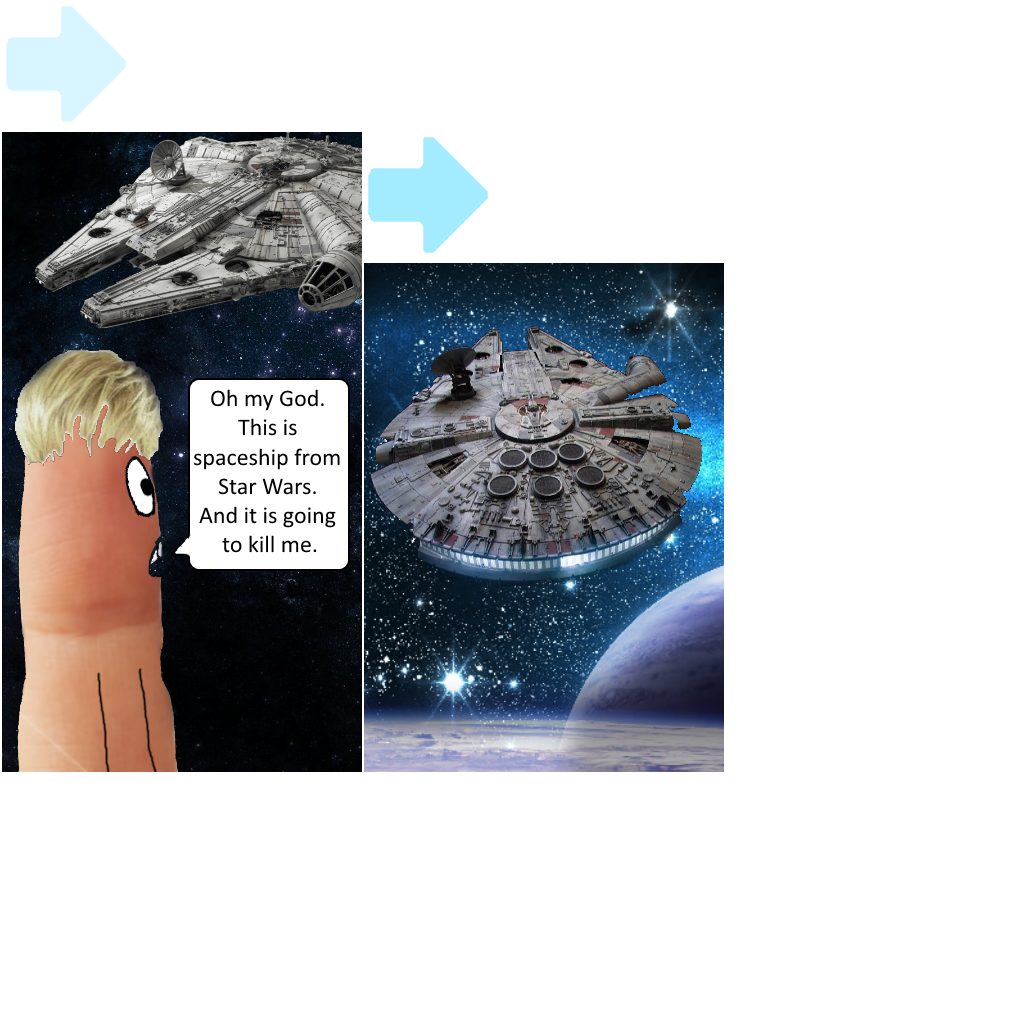 Oh my God.
This is
spaceship from
Star Wars.
And it is going
to kill me.